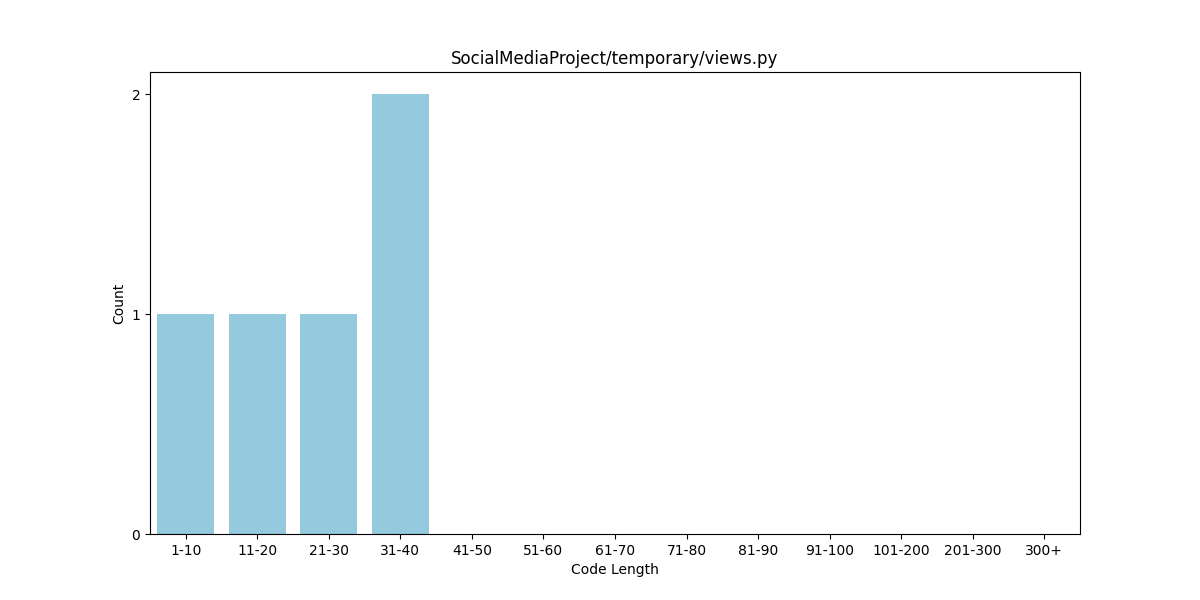 SocialMediaProject/temporary/views.py
2
1
0
Count
1-10 11-20 21-30 31-40 41-50 51-60 61-70 71-80 81-90 91-100 101-200 201-300 300+
Code Length